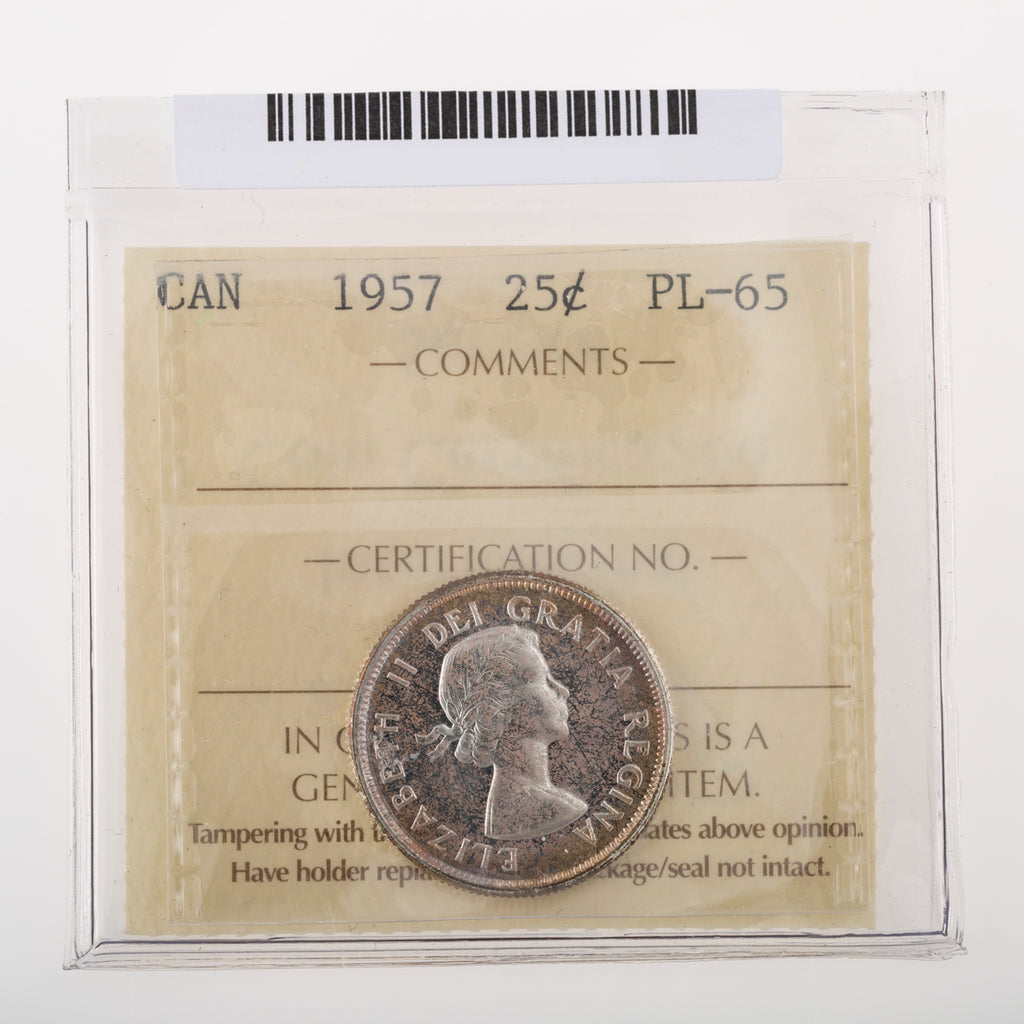 CAN 1957 25¢ PL-65
— COMMENTS —
— CERTIFICATION NO. —
ELIZABETH II DEI GRATIA REGINA
IN S IS A
GEN ITEM.
Tampering with ates above opinion.
Have holder repla ckage/seal not intact.